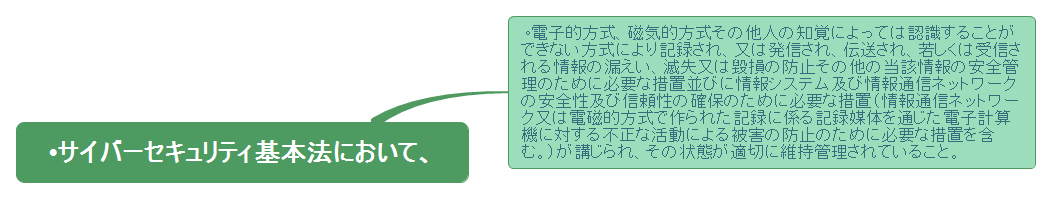 ・サイバーセキュリティ基本法において、
・電子的方式、磁気的方式その他人の知覚によっては認識することが
できない方式により記録され、又は発信され、伝送され、若しくは受信さ
れる情報の漏えい、滅失又は毀損の防止その他の当該情報の安全管
理のために必要な措置並びに情報システム及び情報通信ネットワーク
の安全性及び信頼性の確保のために必要な措置（情報通信ネットワー
ク又は電磁的方式で作られた記録に係る記録媒体を通じた電子計算
機に対する不正な活動による被害の防止のために必要な措置を含
む。）が講じられ、その状態が適切に維持管理されていること。